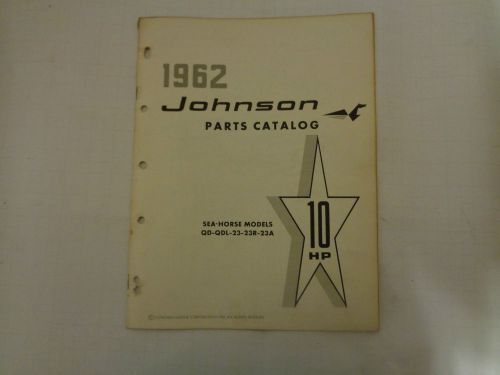 1962
Johnson
PARTS CATALOG
SEA-HORSE MODELS
QD-QDL-23-23R-23A
10
HP